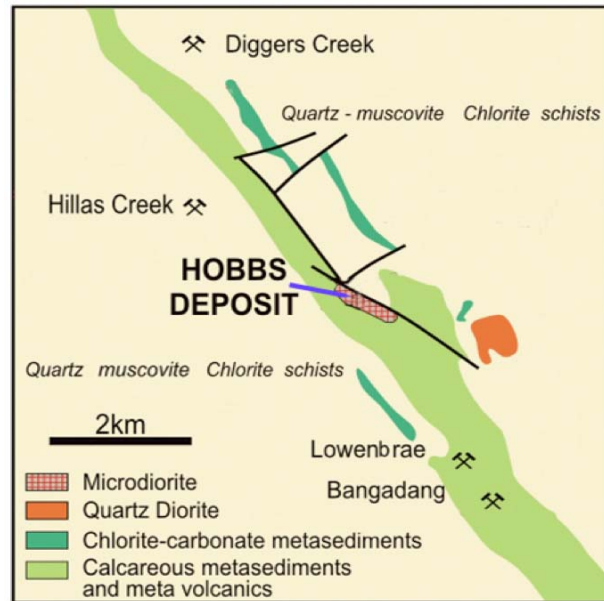 Diggers Creek
Quartz - muscovite Chlorite schists
Hillas Creek
HOBBS
DEPOSIT
Quartz muscovite Chlorite schists
2km
Lowenbrae
Bangadang
Microdiorite
Quartz Diorite
Chlorite-carbonate metasediments
Calcareous metasediments
and meta volcanics